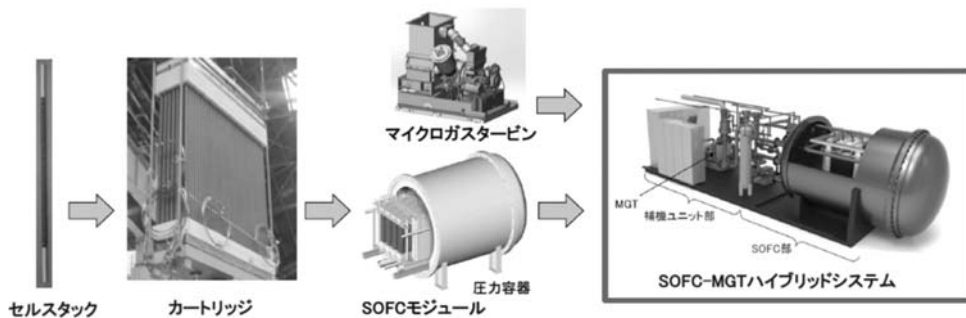 セルスタック
カートリッジ
マイクロガスタービン
圧力容器
SOFCモジュール
MGT
補機ユニット部
SOFC部
SOFC-MGTハイブリッドシステム